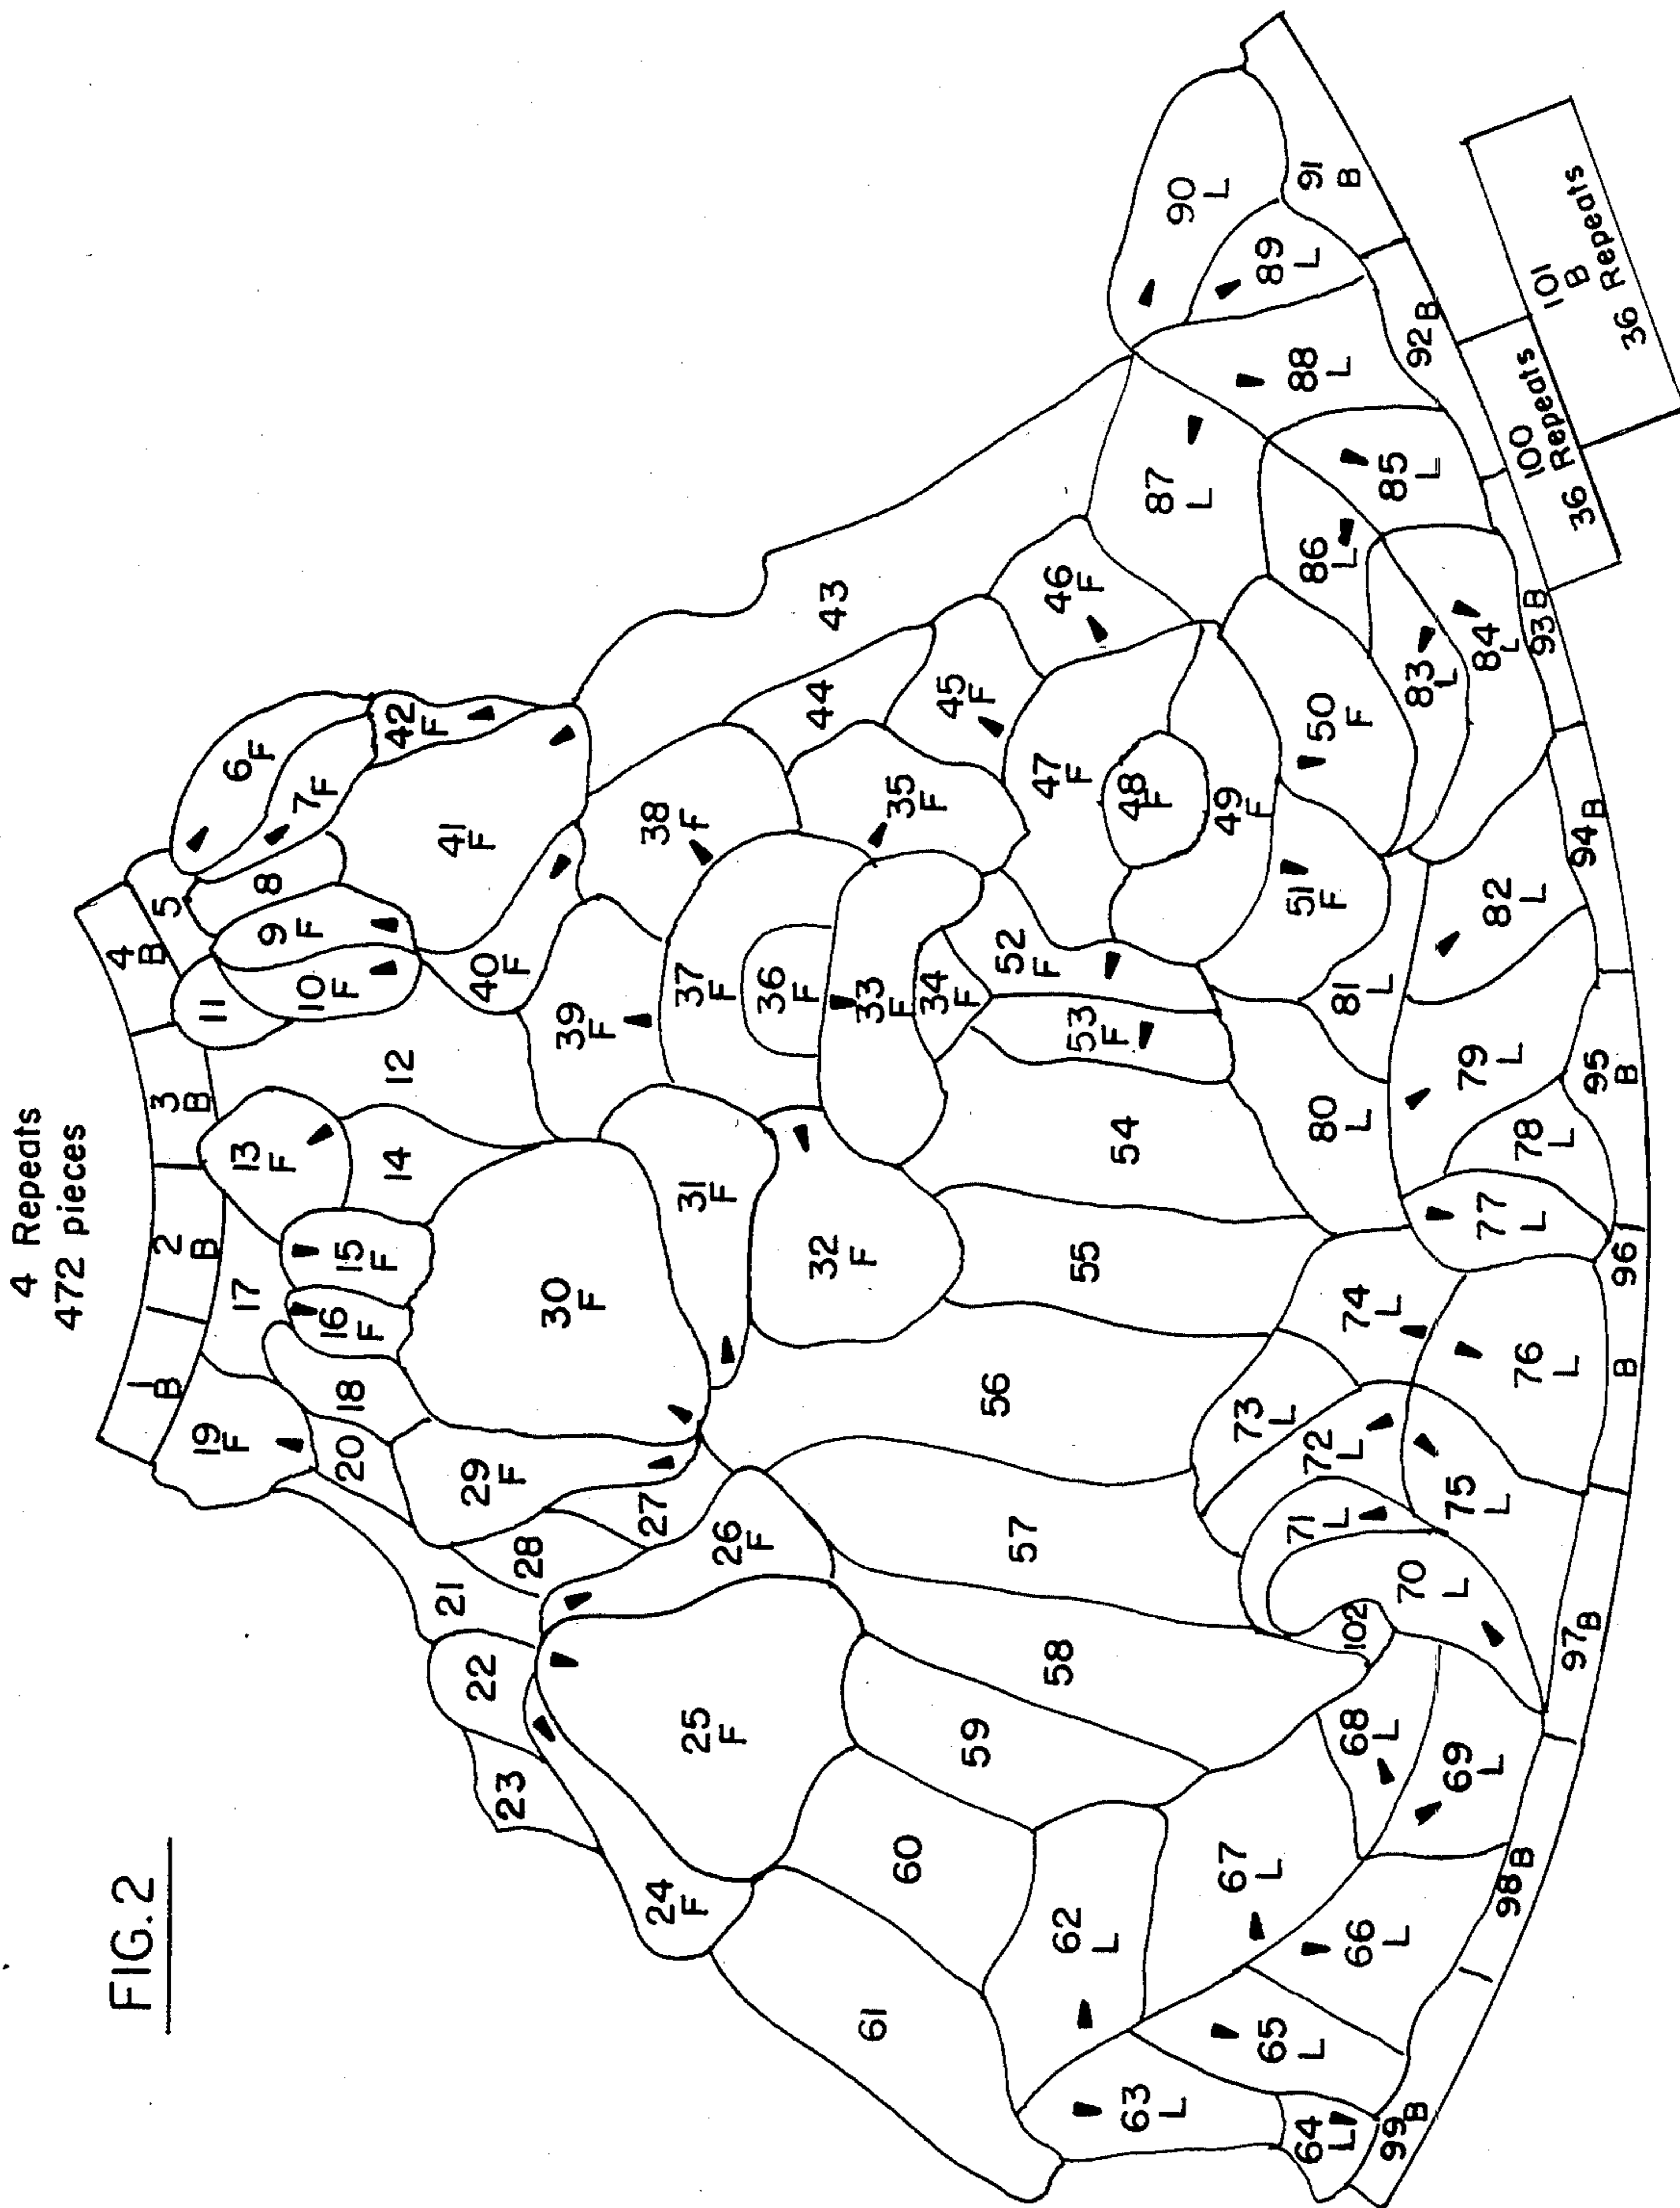 FIG.2
4 Repeats
472 pieces
1
B
2
B
3
B
4
B
5
6
F
7
F
8
9
F
10
F
11
12
13
F
14
15
F
16
F
17
18
19
F
20
21
22
23
24
F
25
F
26
F
27
28
29
F
30
F
31
F
32
F
33
F
34
F
35
F
36
F
37
F
38
f
39
F
40
F
41
F
42
F
43
44
45
F
46
F
47
F
48
F
49
F
50
F
51
F
52
F
53
F
54
55
56
57
58
59
60
61
62
L
63
L
64
L
65
L
66
L
67
L
68
L
69
L
70
L
71
L
72
L
73
L
74
L
75
L
76
L
77
L
78
L
79
L
80
L
81
L
82
L
83
L
84
L
85
L
86
L
87
L
88
L
89
L
90
L
91
B
92 B
93 B
94 B
95
B
96
B
97 B
98 B
99 B
100
36 Repeats
101
B
36 Repeats
102